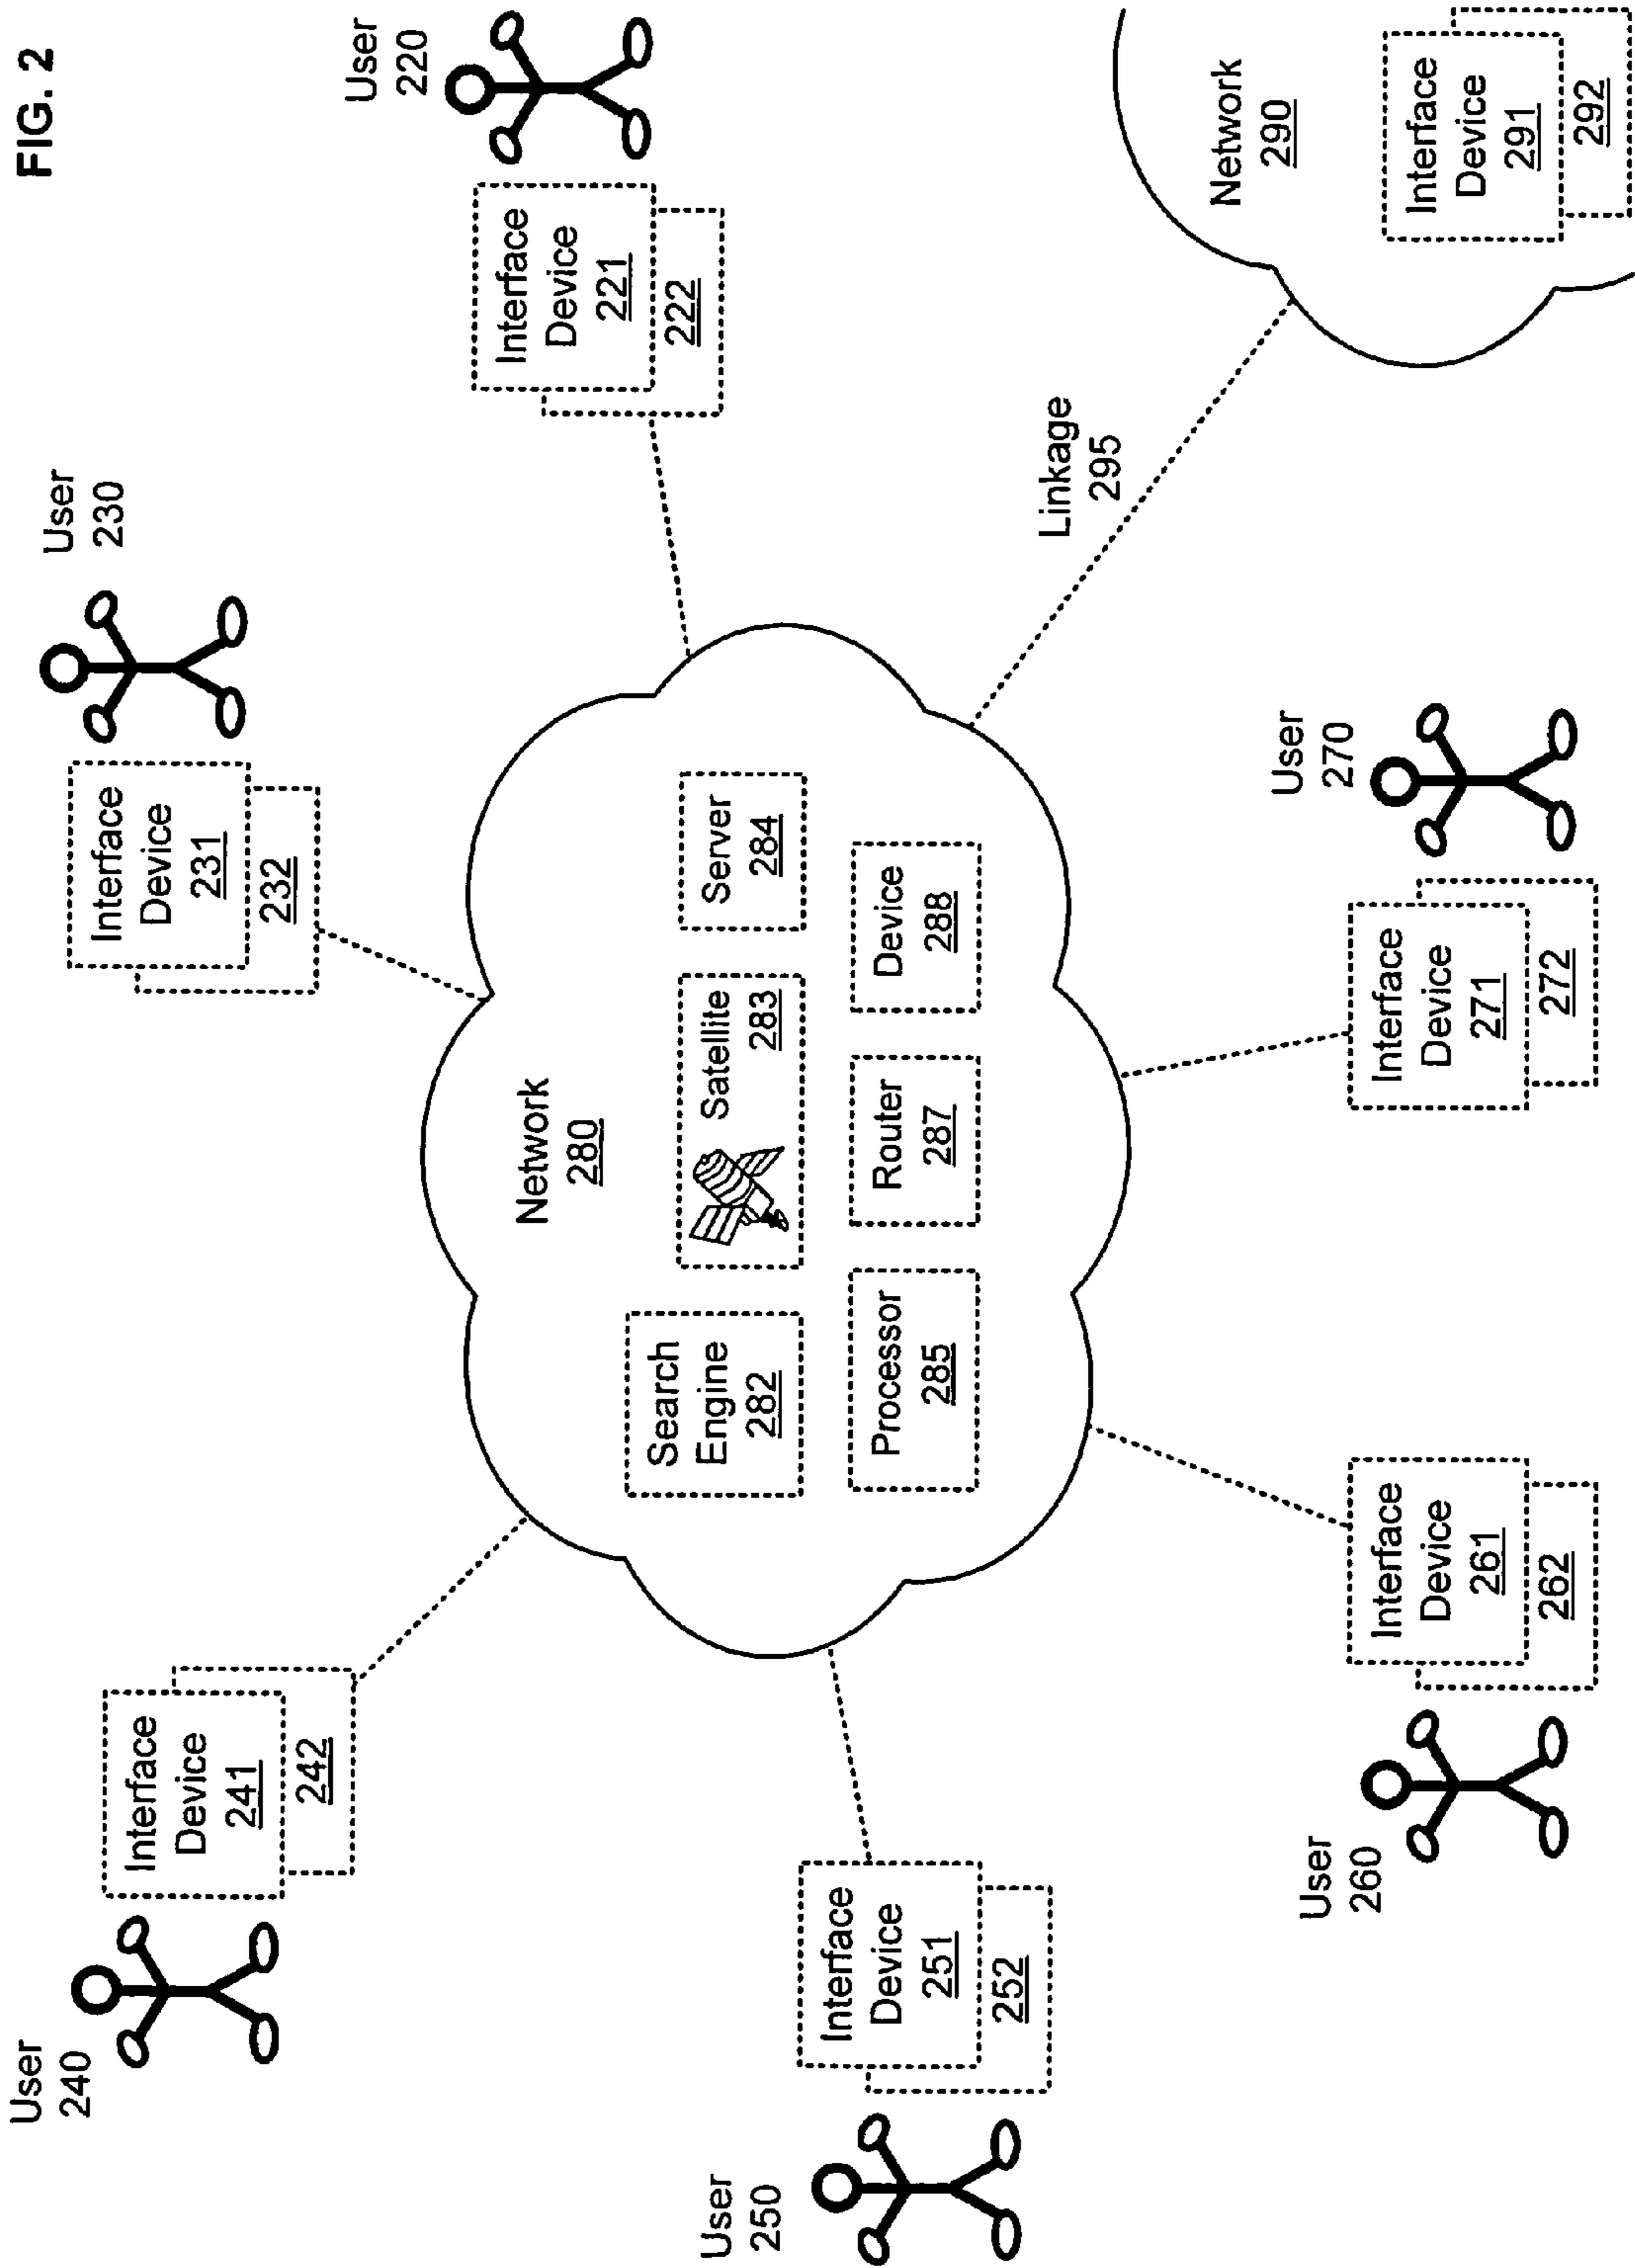 FIG. 2
User
240
Interface
Device
241
242
User
230
Interface
Device
231
232
User
220
Interface
Device
221
222
User
250
Interface
Device
251
252
Network
280
Search
Engine
282
Satellite
283
Server
284
Processor
285
Router
287
Device
288
Linkage
295
Network
290
Interface
Device
291
292
User
260
Interface
Device
261
262
User
270
Interface
Device
271
272